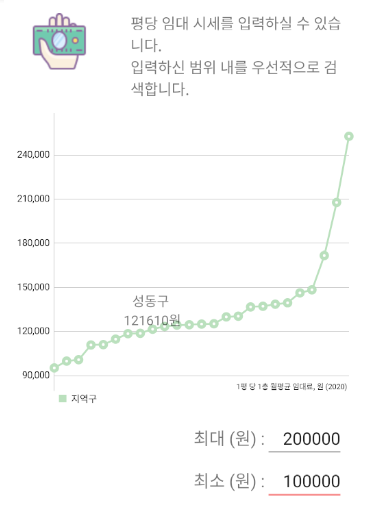 평당 임대 시세를 입력하실 수 있습
니다.
입력하신 범위 내를 우선적으로 검
색합니다.
240,000
210,000
180,000
150,000
성동구
121610원
120,000
90,000
1평 당 1층 월평균 임대료, 원 (2020)
지역구
최대 (원) : 200000
최소 (원) : 100000